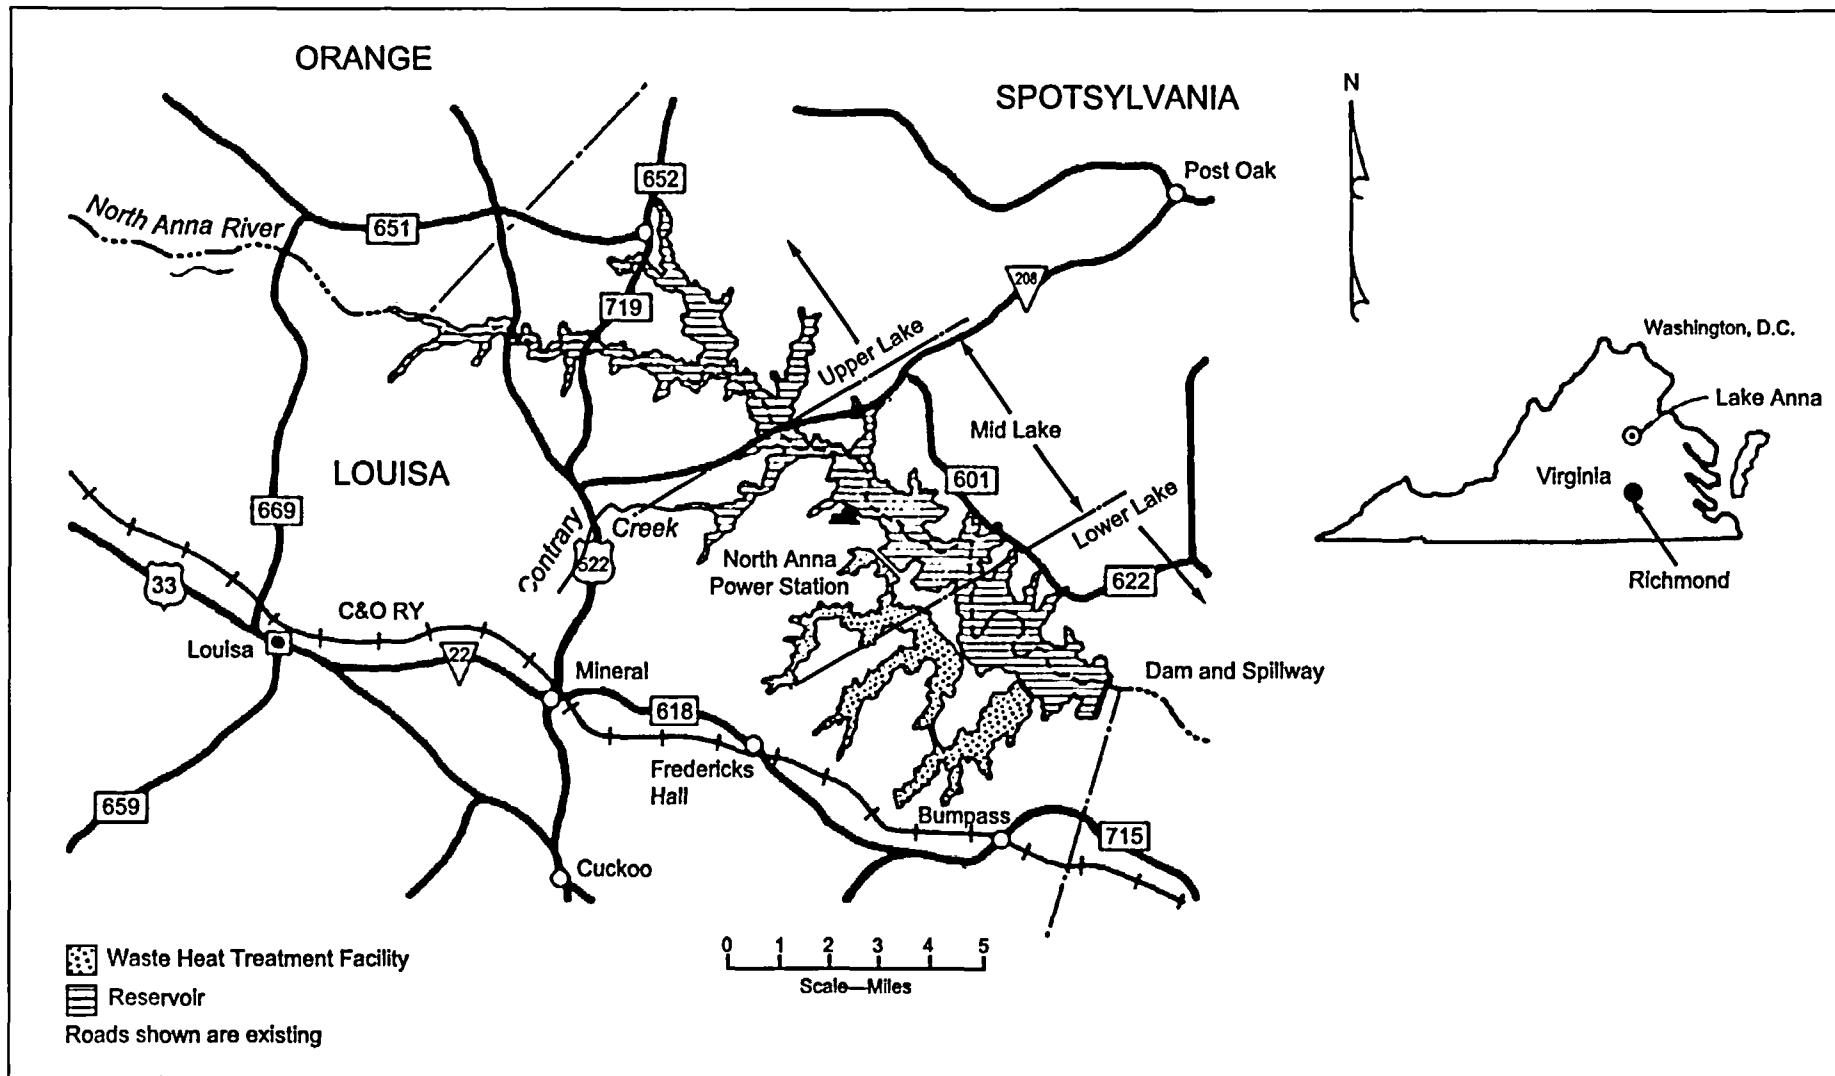 ORANGE
SPOTSYLVANIA
N
652
Post Oak
North Anna River
651
208
719
Upper Lake
Washington, D.C.
Lake Anna
Mid Lake
LOUISA
601
Virginia
669
Contrary
Creek
Lower Lake
522
North Anna
Power Station
622
Richmond
33
C&O RY
Louisa
22
Mineral
Dam and Spillway
618
Fredericks
Hall
659
Bumpass
715
Cuckoo
0 1 2 3 4 5
Scale—Miles
Waste Heat Treatment Facility
Reservoir
Roads shown are existing